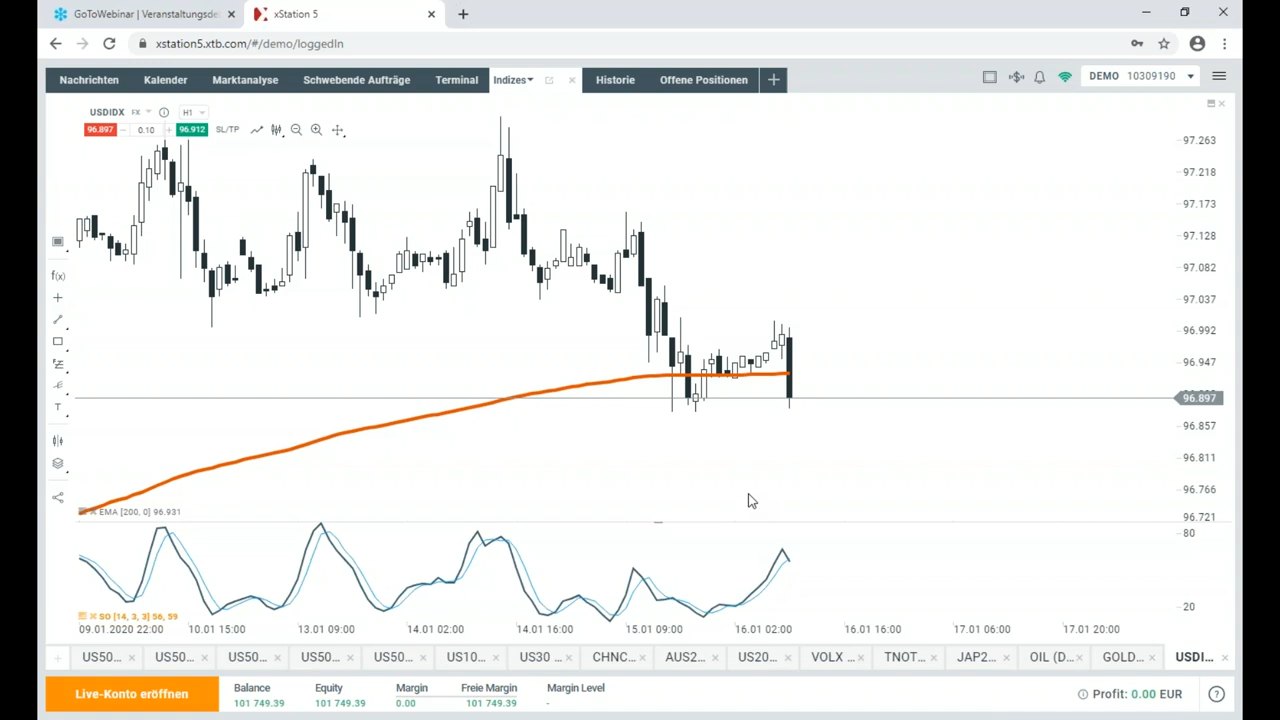 GoToWebinar | Veranstaltungsde
xStation 5
xstation5.xtb.com/#/demo/loggedIn
Nachrichten Kalender Marktanalyse Schwebende Aufträge Terminal Indizes Historie Offene Positionen
DEMO 10309190
USDIDX FX H1
96.897 0.10 96.912 SL/TP
97.263
97.218
97.173
97.128
97.082
97.037
96.992
96.947
96.897
96.857
96.811
96.766
96.721
f(x)
T
EMA [200, 0] 96.931
80
20
SO [14, 3, 3] 56, 59
09.01.2020 22:00 10.01 15:00 13.01 09:00 14.01 02:00 14.01 16:00 15.01 09:00 16.01 02:00 16.01 16:00 17.01 06:00 17.01 20:00
US50... US50... US50... US50... US50... US10... US30 ... CHNC... AUS2... US20... VOLX ... TNOT... JAP2... OIL (D... GOLD... USDI...
Live-Konto eröffnen
Balance Equity Margin Freie Margin Margin Level
101 749.39 101 749.39 0.00 101 749.39 -
Profit: 0.00 EUR